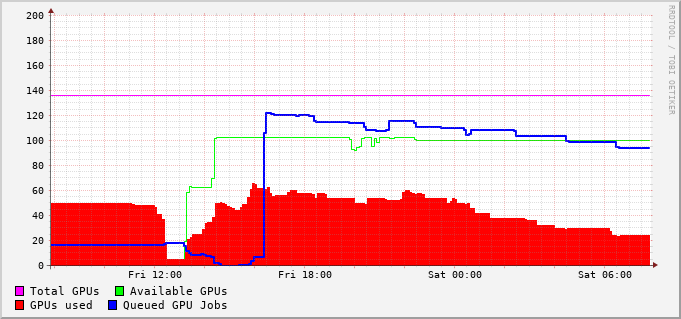 200
180
160
140
120
100
80
60
40
20
0
Fri 12:00 Fri 18:00 Sat 00:00 Sat 06:00
Total GPUs Available GPUs
GPUs used Queued GPU Jobs
RRDTOOL / TOBI OETIKER